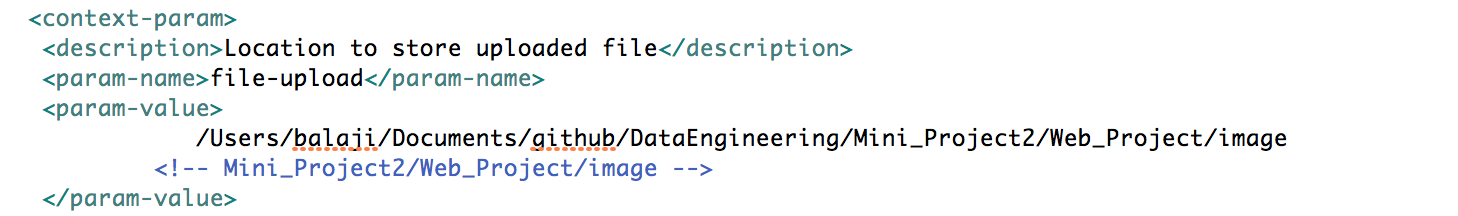 <context-param>
<description>Location to store uploaded file</description>
<param-name>file-upload</param-name>
<param-value>
/Users/balaji/Documents/github/DataEngineering/Mini_Project2/Web_Project/image
<!-- Mini_Project2/Web_Project/image -->
</param-value>